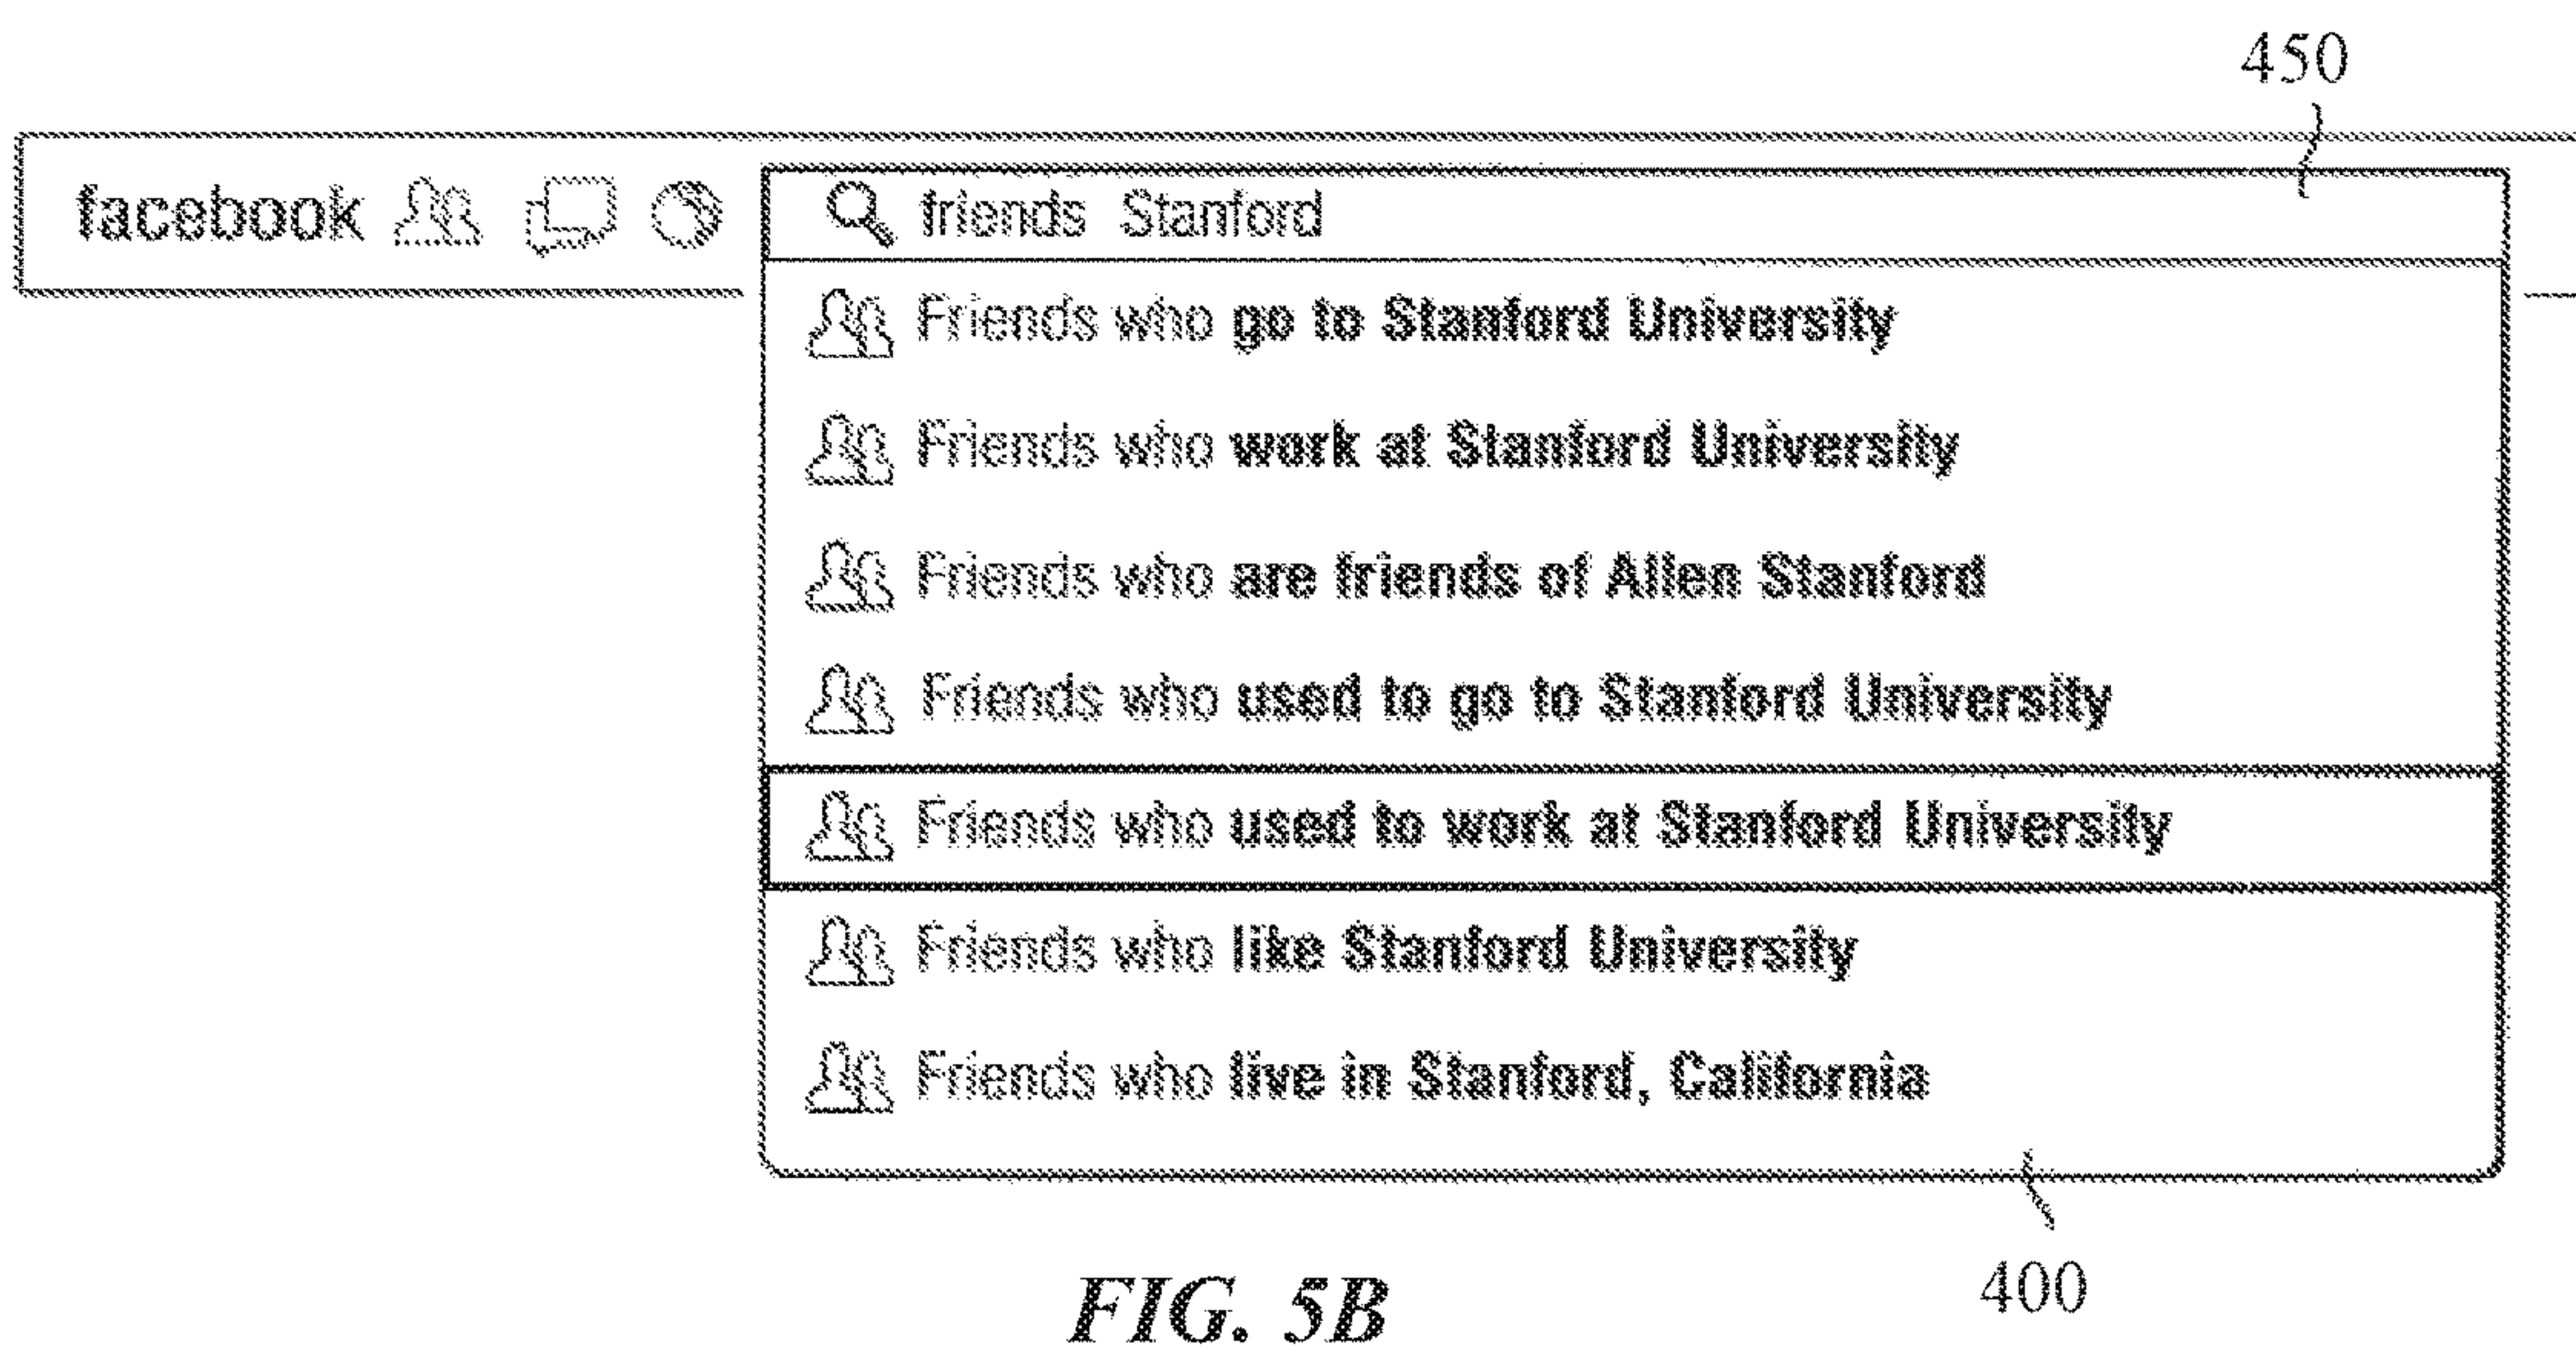 450
facebook friends Stanford
Friends who go to Stanford University
Friends who work at Stanford University
Friends who are friends of Allen Stanford
Friends who used to go to Stanford University
Friends who used to work at Stanford University
Friends who like Stanford University
Friends who live in Stanford, California
400
FIG. 5B